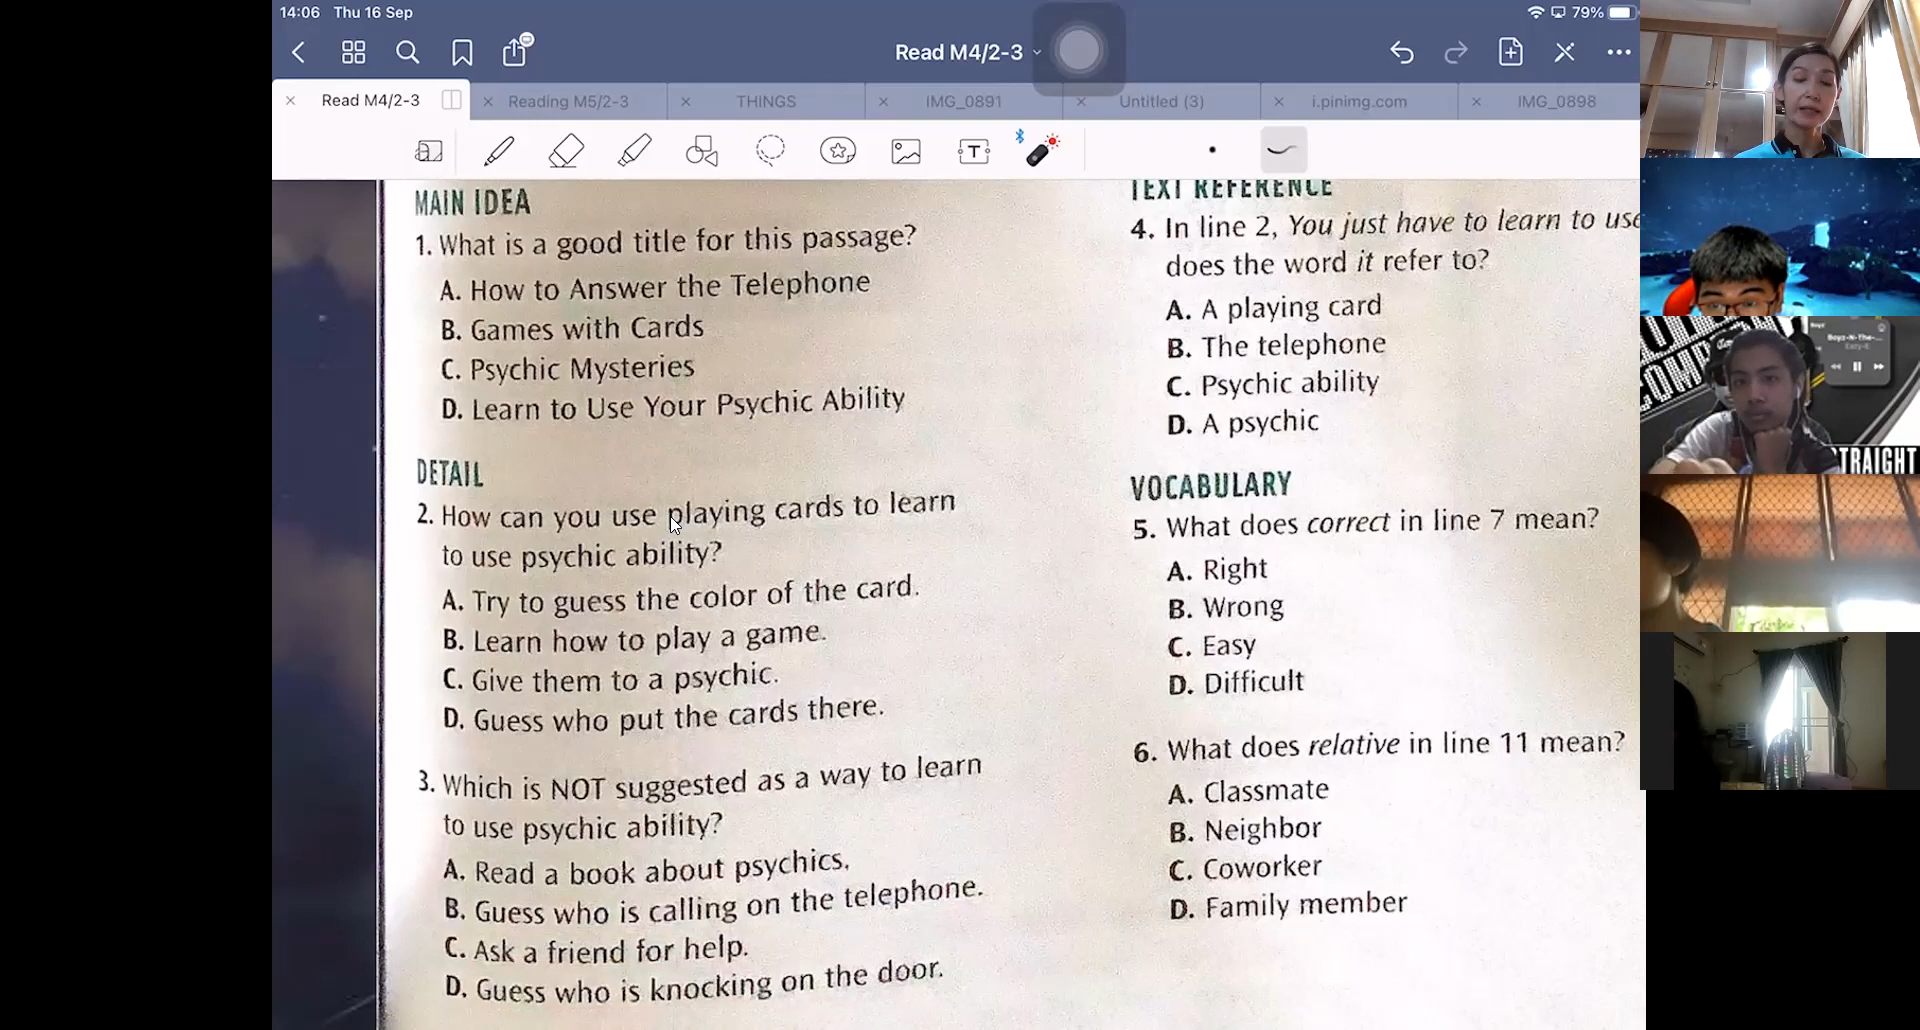 14:06 Thu 16 Sep
79%
Read M4/2-3
Read M4/2-3
Reading M5/2-3
THINGS
IMG_0891
Untitled (3)
i.pinimg.com
IMG_0898
T
MAIN IDEA
1. What is a good title for this passage?
A. How to Answer the Telephone
B. Games with Cards
C. Psychic Mysteries
D. Learn to Use Your Psychic Ability
DETAIL
2. How can you use playing cards to learn
to use psychic ability?
A. Try to guess the color of the card.
B. Learn how to play a game.
C. Give them to a psychic.
D. Guess who put the cards there.
3. Which is NOT suggested as a way to learn
to use psychic ability?
A. Read a book about psychics.
B. Guess who is calling on the telephone.
C. Ask a friend for help.
D. Guess who is knocking on the door.
TEXT REFERENCE
4. In line 2, You just have to learn to use
does the word it refer to?
A. A playing card
B. The telephone
C. Psychic ability
D. A psychic
VOCABULARY
5. What does correct in line 7 mean?
A. Right
B. Wrong
C. Easy
D. Difficult
6. What does relative in line 11 mean?
A. Classmate
B. Neighbor
C. Coworker
D. Family member
Boyz-N-The-...
Eazy-E
TRAIGHT